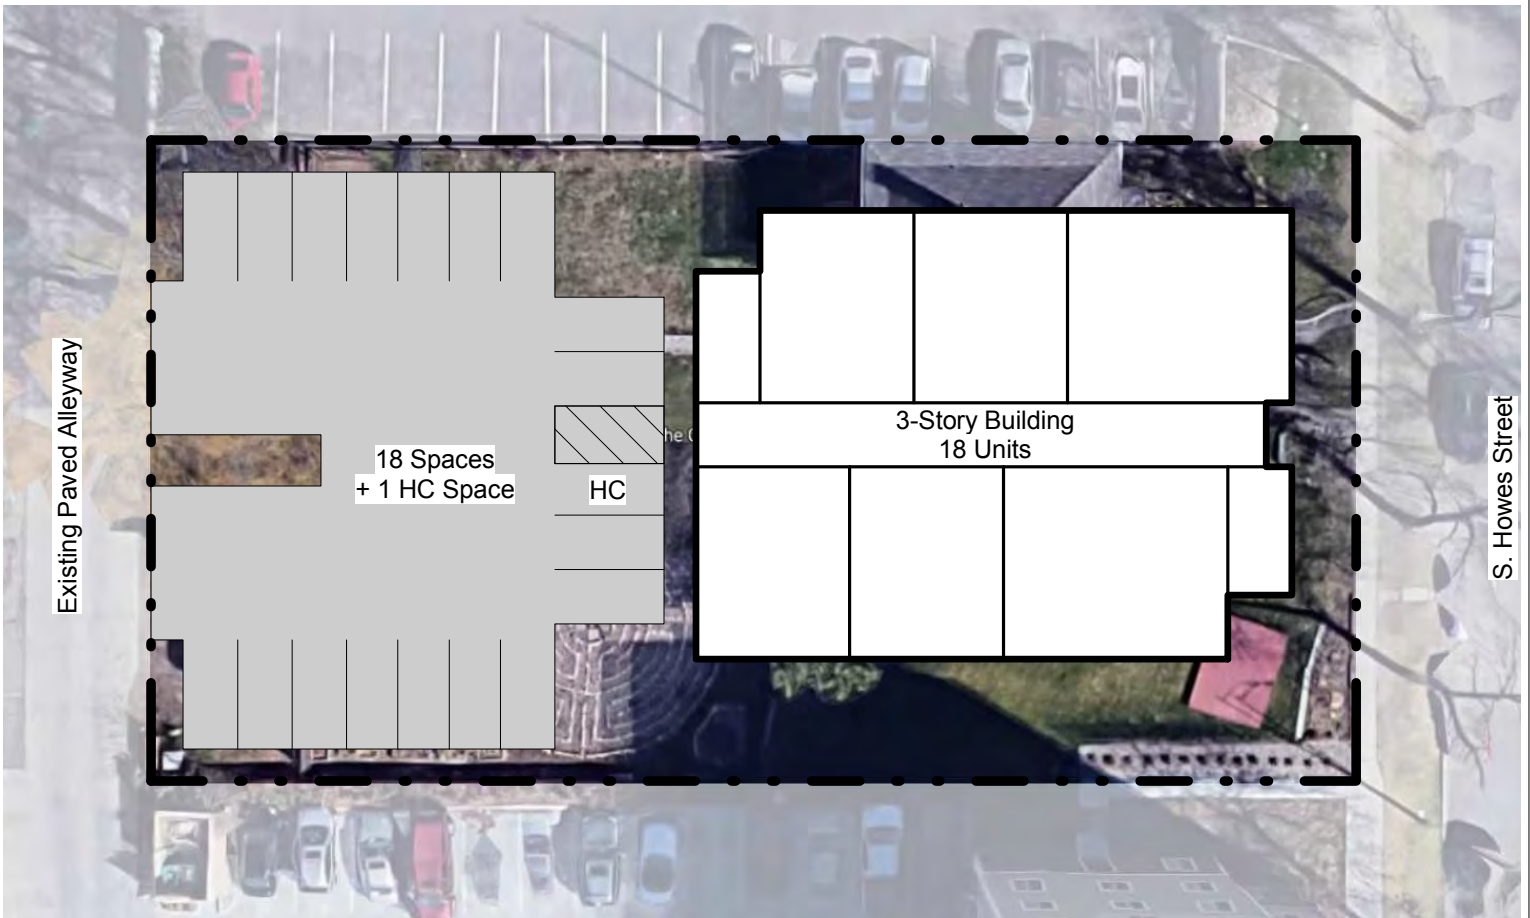 Existing Paved Alleyway
18 Spaces
+ 1 HC Space
HC
3-Story Building
18 Units
S. Howes Street